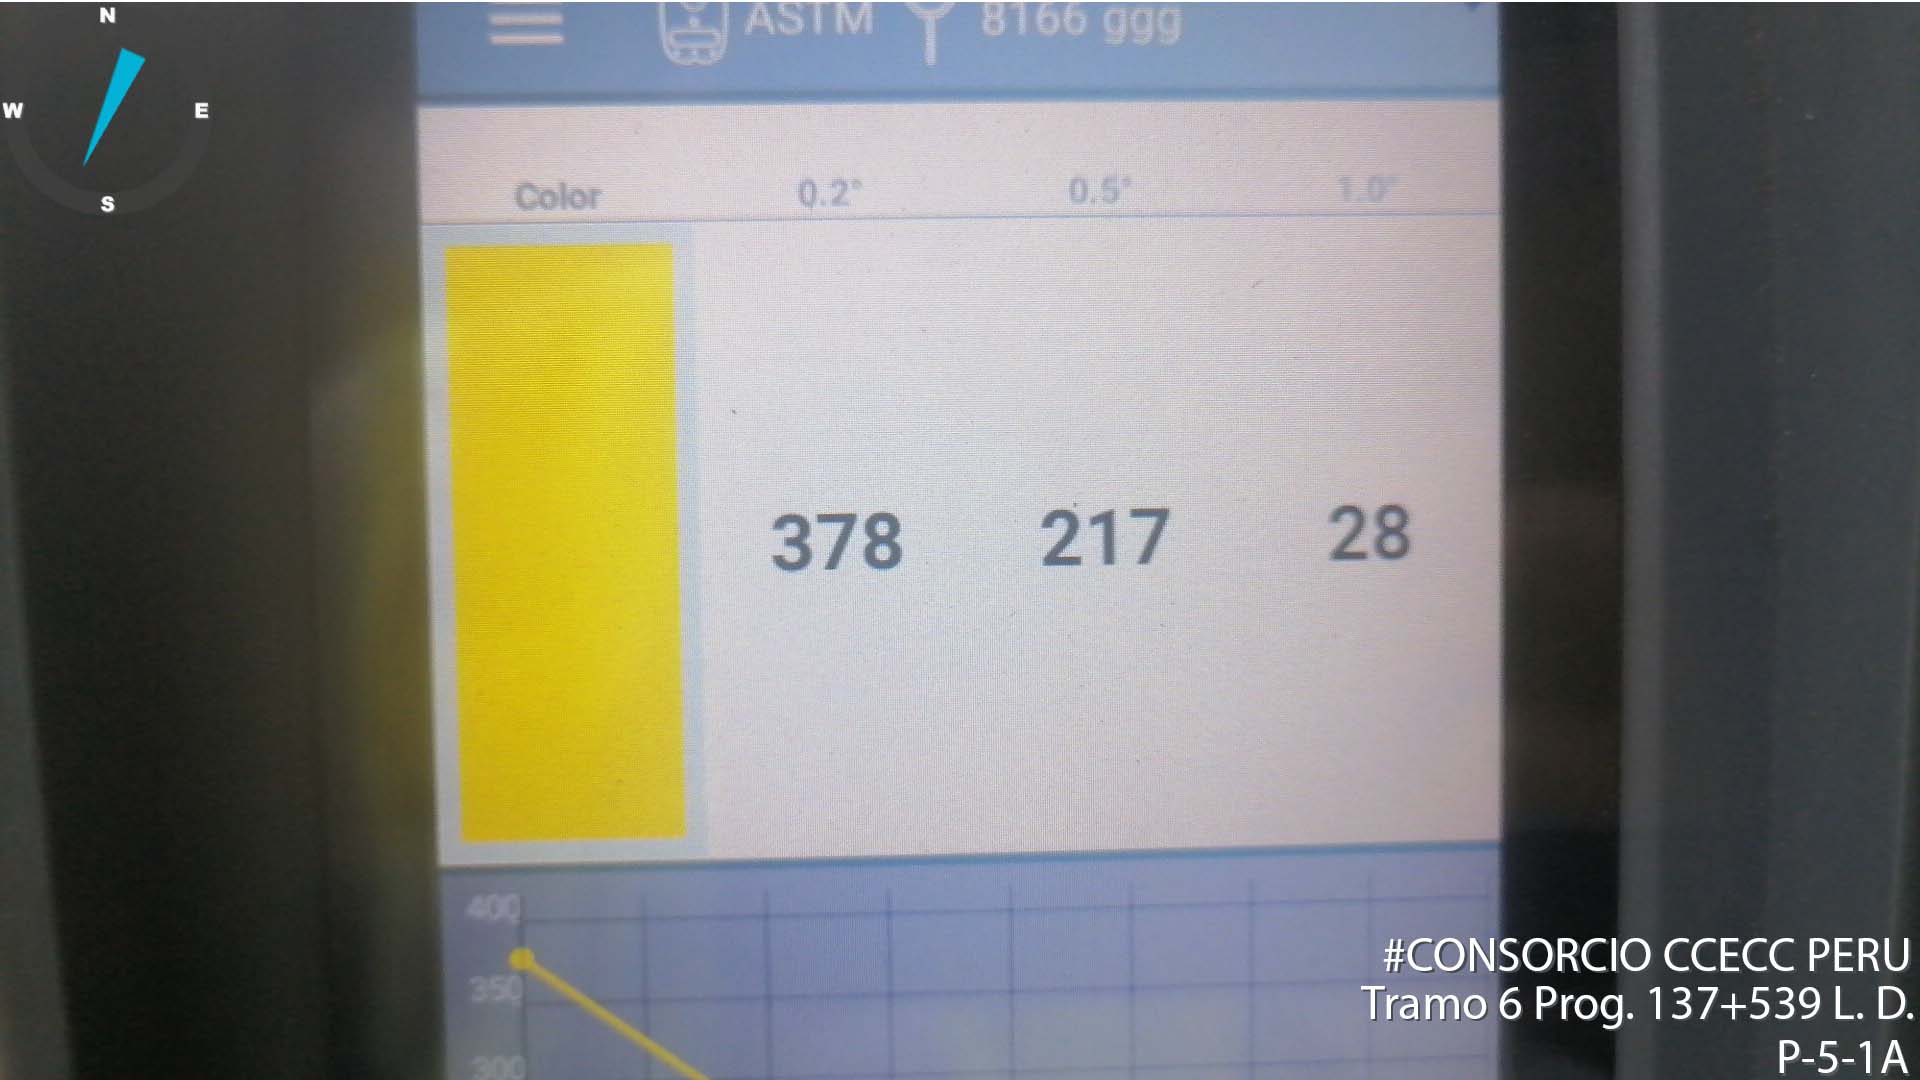 N
W E
S
ASTM 8166 ggg
Color 0.2° 0.5° 1.0°
378 217 28
400
350
300
#CONSORCIO CCECC PERU
Tramo 6 Prog. 137+539 L. D.
P-5-1A